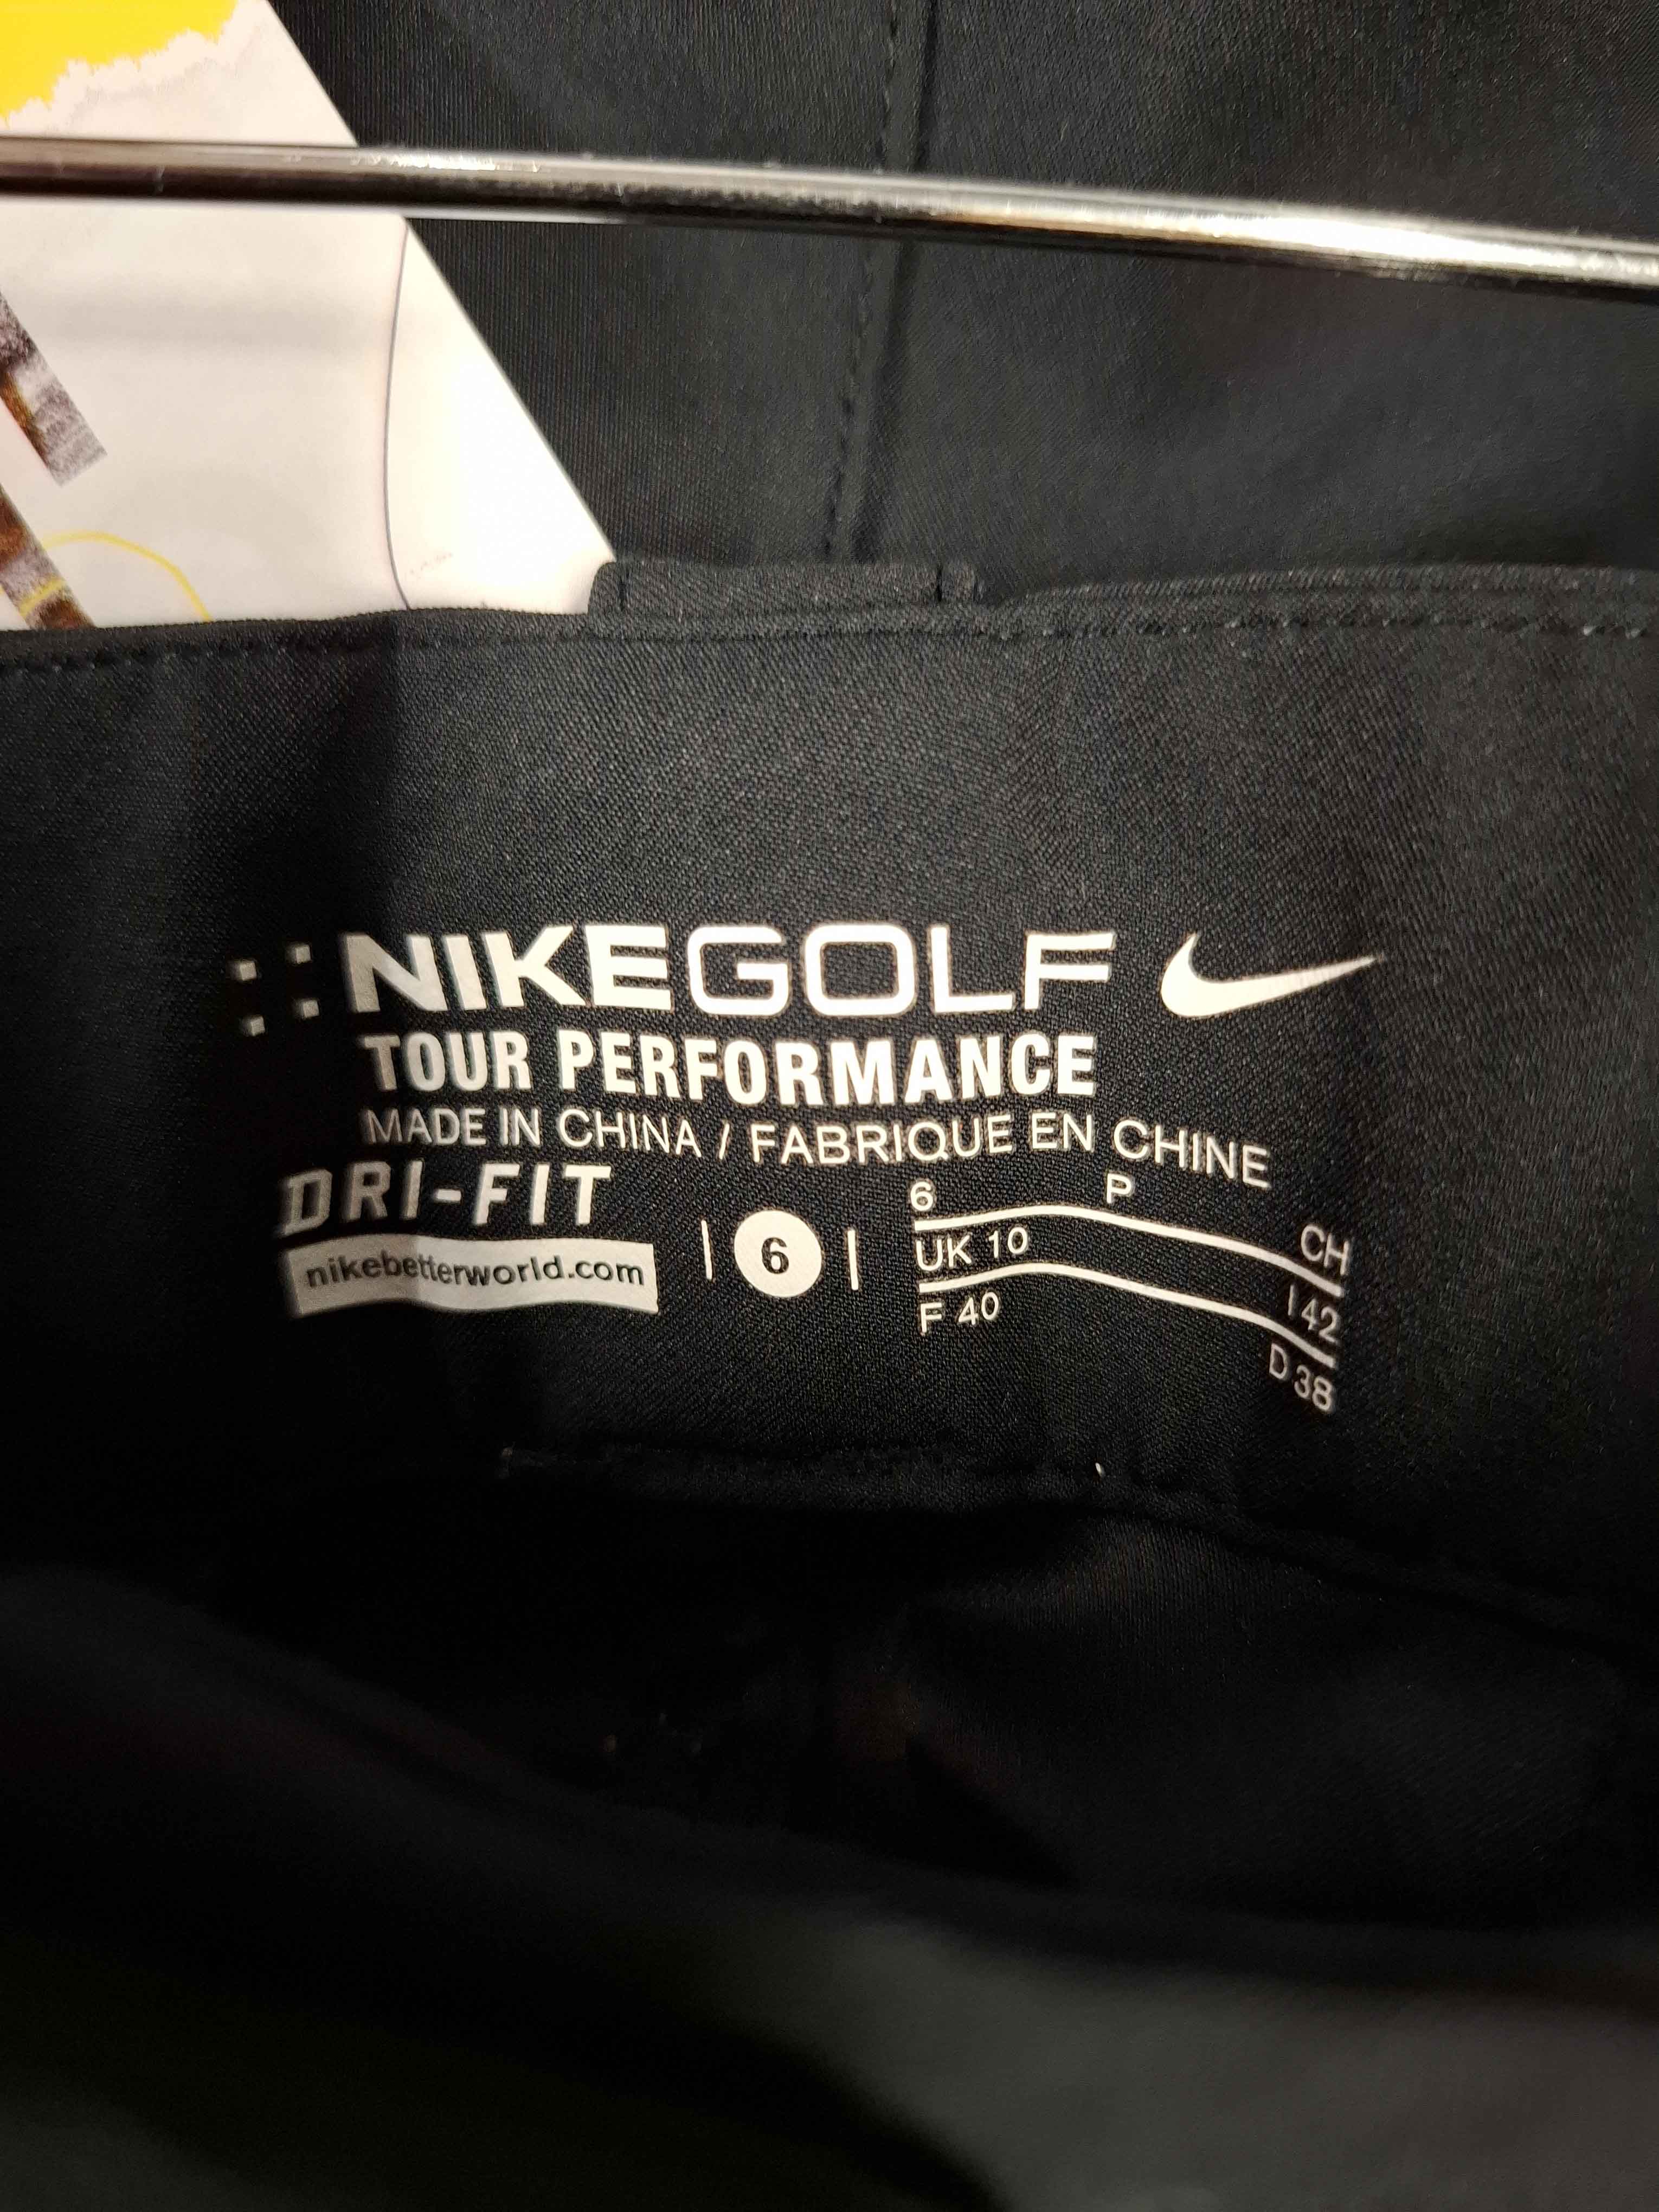 NIKEGOLF
TOUR PERFORMANCE
MADE IN CHINA / FABRIQUE EN CHINE
DRI-FIT
nikebetterworld.com
6
6 P CH
UK 10 I 42
F 40 D 38